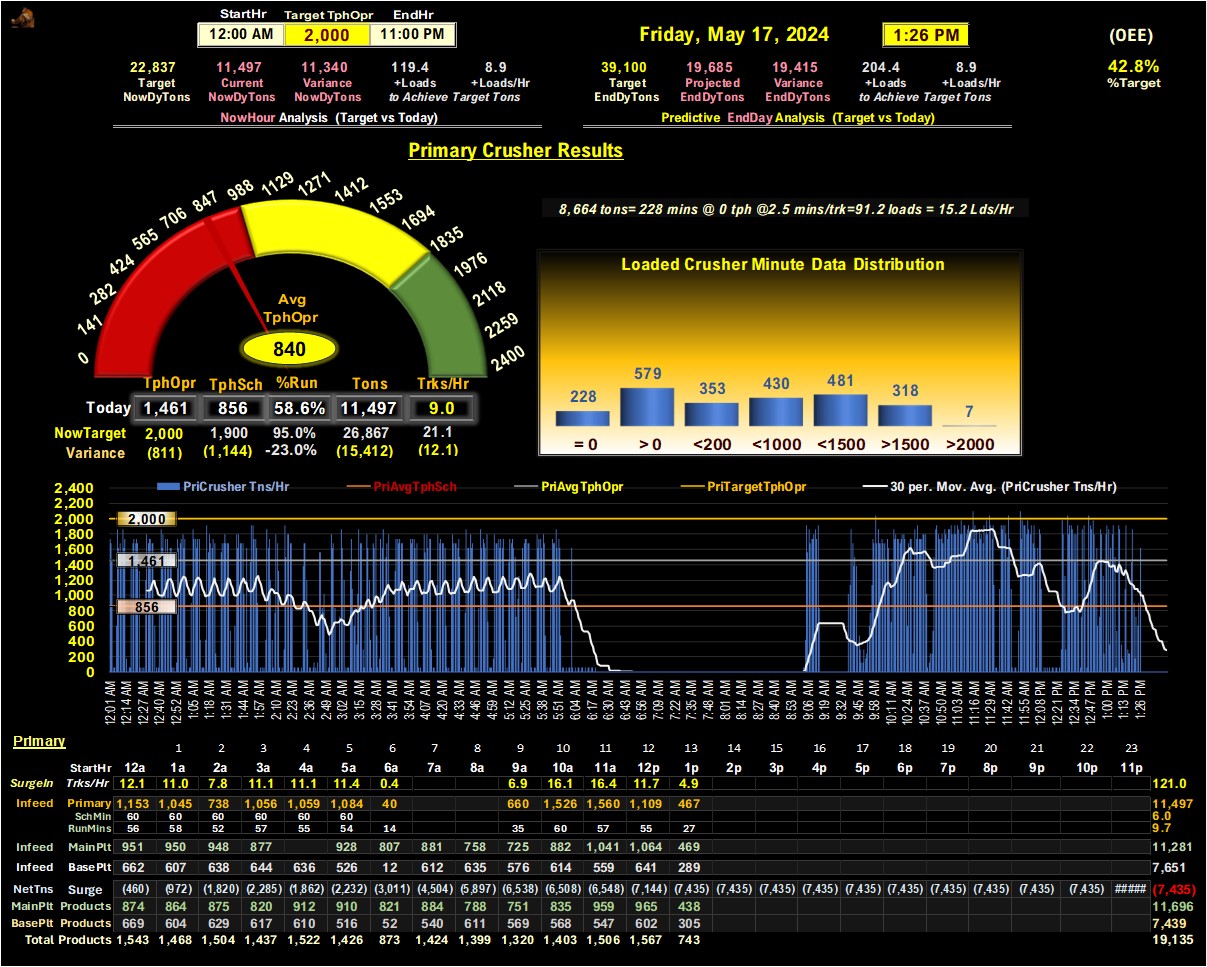 StartHr Target TphOpr EndHr
12:00 AM 2,000 11:00 PM
Friday, May 17, 2024 1:26 PM (OEE)
22,837 11,497 11,340 119.4 8.9 39,100 19,685 19,415 204.4 8.9 42.8%
Target Current Variance +Loads +Loads/Hr Target Projected Variance +Loads +Loads/Hr %Target
NowDyTons NowDyTons NowDyTons to Achieve Target Tons EndDyTons EndDyTons EndDyTons to Achieve Target Tons
NowHour Analysis (Target vs Today) Predictive EndDay Analysis (Target vs Today)
Primary Crusher Results
0 141 282 424 565 706 847 988 1129 1271 1412 1553 1694 1835 1976 2118 2259 2400
Avg
TphOpr
840
8,664 tons= 228 mins @ 0 tph @2.5 mins/trk=91.2 loads = 15.2 Lds/Hr
Loaded Crusher Minute Data Distribution
228 579 353 430 481 318 7
= 0 > 0 <200 <1000 <1500 >1500 >2000
TphOpr TphSch %Run Tons Trks/Hr
Today 1,461 856 58.6% 11,497 9.0
NowTarget 2,000 1,900 95.0% 26,867 21.1
Variance (811) (1,144) -23.0% (15,412) (12.1)
PriCrusher Tns/Hr PriAvgTphSch PriAvgTphOpr PriTargetTphOpr 30 per. Mov. Avg. (PriCrusher Tns/Hr)
2,400
2,200
2,000 2,000
1,800
1,600
1,400 1,461
1,200
1,000
800 856
600
400
200
0
12:01 AM 12:14 AM 12:27 AM 12:40 AM 12:52 AM 1:05 AM 1:18 AM 1:31 AM 1:44 AM 1:57 AM 2:10 AM 2:23 AM 2:36 AM 2:49 AM 3:02 AM 3:15 AM 3:28 AM 3:41 AM 3:54 AM 4:07 AM 4:20 AM 4:33 AM 4:46 AM 4:59 AM 5:12 AM 5:25 AM 5:38 AM 5:51 AM 6:04 AM 6:17 AM 6:30 AM 6:43 AM 6:56 AM 7:09 AM 7:22 AM 7:35 AM 7:48 AM 8:01 AM 8:14 AM 8:27 AM 8:40 AM 8:53 AM 9:06 AM 9:19 AM 9:32 AM 9:45 AM 9:58 AM 10:11 AM 10:24 AM 10:37 AM 10:50 AM 11:03 AM 11:16 AM 11:29 AM 11:42 AM 11:55 AM 12:08 PM 12:21 PM 12:34 PM 12:47 PM 1:00 PM 1:13 PM 1:26 PM
Primary
1 2 3 4 5 6 7 8 9 10 11 12 13 14 15 16 17 18 19 20 21 22 23
StartHr 12a 1a 2a 3a 4a 5a 6a 7a 8a 9a 10a 11a 12p 1p 2p 3p 4p 5p 6p 7p 8p 9p 10p 11p
SurgeIn Trks/Hr 12.1 11.0 7.8 11.1 11.1 11.4 0.4 6.9 16.1 16.4 11.7 4.9 121.0
Infeed Primary 1,153 1,045 738 1,056 1,059 1,084 40 660 1,526 1,560 1,109 467 11,497
SchMin 60 60 60 60 60 60 6.0
RunMins 56 58 52 57 55 54 14 35 60 57 55 27 9.7
Infeed MainPlt 951 950 948 877 928 807 881 758 725 882 1,041 1,064 469 11,281
Infeed BasePlt 662 607 638 644 636 526 12 612 635 576 614 559 641 289 7,651
NetTns Surge (460) (972) (1,820) (2,285) (1,862) (2,232) (3,011) (4,504) (5,897) (6,538) (6,508) (6,548) (7,144) (7,435) (7,435) (7,435) (7,435) (7,435) (7,435) (7,435) (7,435) (7,435) (7,435) ##### (7,435)
MainPlt Products 874 864 875 820 912 910 821 884 788 751 835 959 965 438 11,696
BasePlt Products 669 604 629 617 610 516 52 540 611 569 568 547 602 305 7,439
Total Products 1,543 1,468 1,504 1,437 1,522 1,426 873 1,424 1,399 1,320 1,403 1,506 1,567 743 19,135